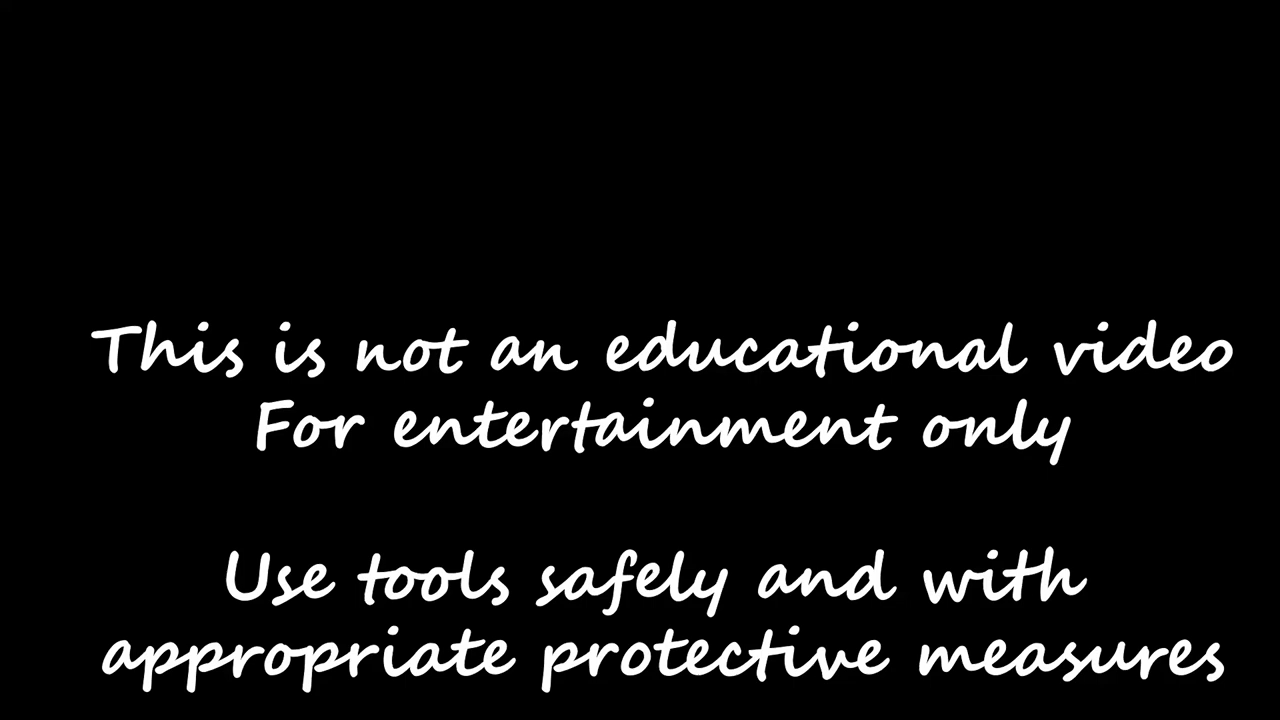 This is not an educational video
For entertainment only
Use tools safely and with
appropriate protective measures